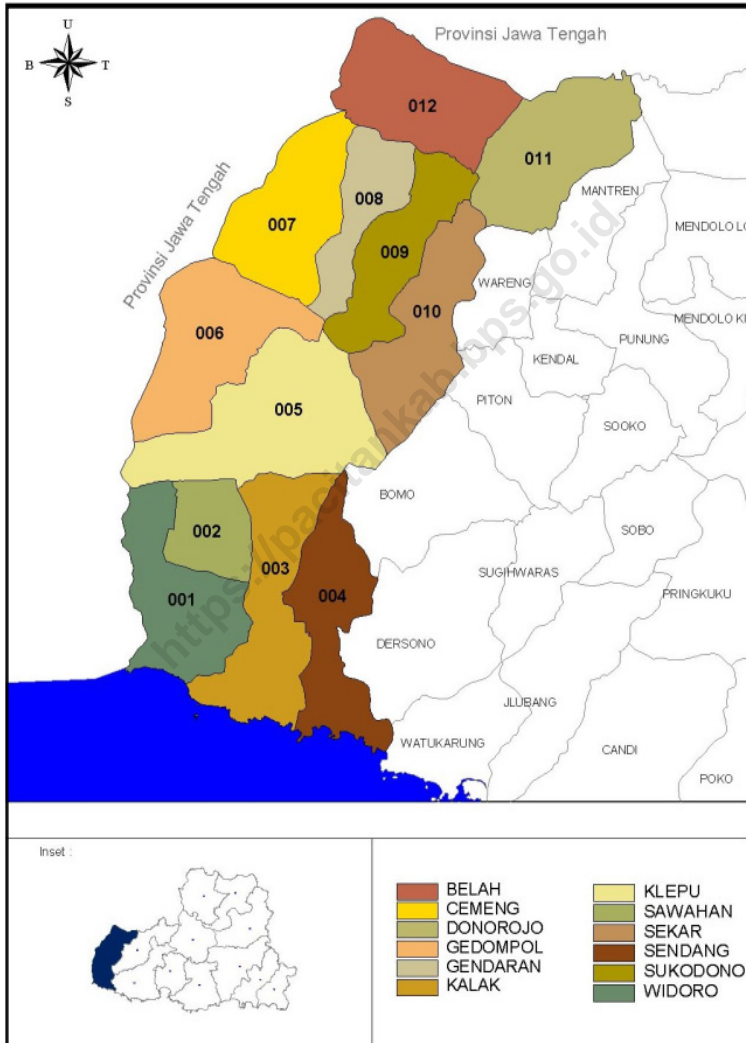 U
B T
S
Provinsi Jawa Tengah
Provinsi Jawa Tengah
012
011
007
008
009
010
006
005
002
003
001
004
MANTREN
MENDOLO
WARENG
MENDOLO
PUNUNG
KENDAL
PITON
SOOKO
BOMO
SOBO
SUGIHWARAS
PRINGKUKU
DERSONO
JLUBANG
WATUKARUNG
CANDI
POKO
https://pacitankab.bps.go.id
Inset :
BELAH
CEMENG
DONOROJO
GEDOMPOL
GENDARAN
KALAK
KLEPU
SAWAHAN
SEKAR
SENDANG
SUKODONO
WIDORO